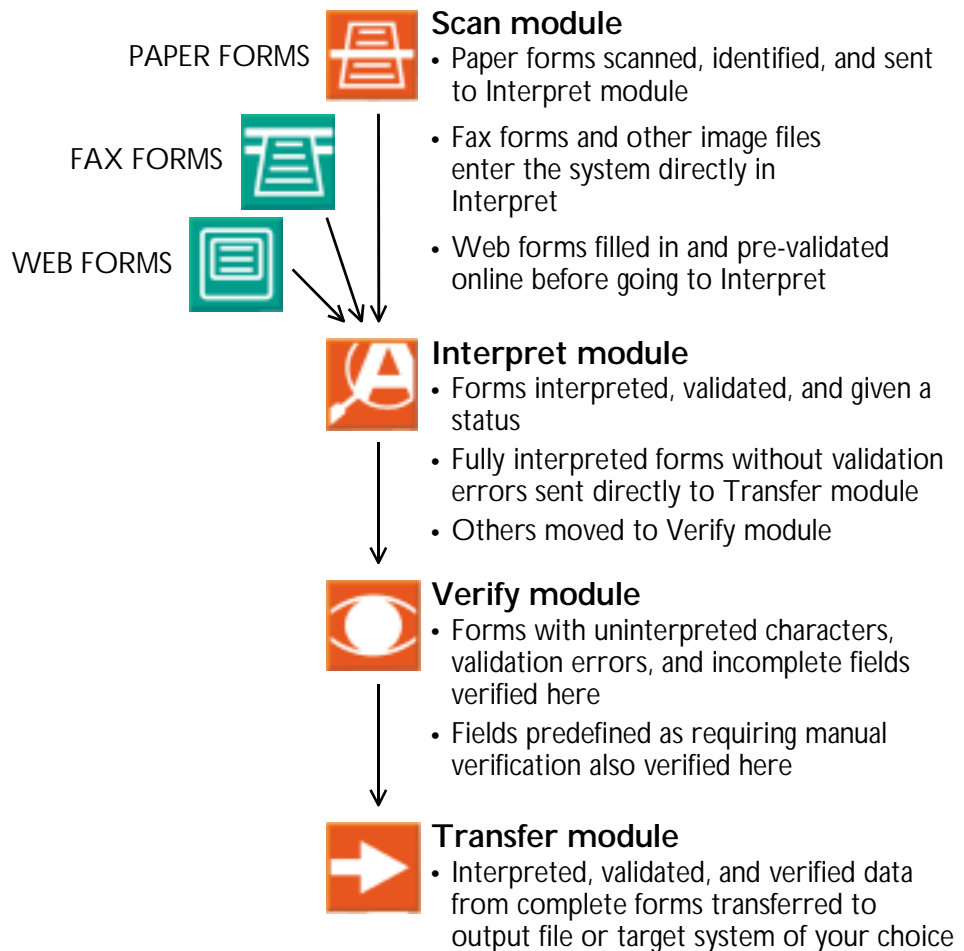 PAPER FORMS
Scan module
• Paper forms scanned, identified, and sent
to Interpret module
FAX FORMS
• Fax forms and other image files
enter the system directly in
Interpret
WEB FORMS
• Web forms filled in and pre-validated
online before going to Interpret
Interpret module
• Forms interpreted, validated, and given a
status
• Fully interpreted forms without validation
errors sent directly to Transfer module
• Others moved to Verify module
Verify module
• Forms with uninterpreted characters,
validation errors, and incomplete fields
verified here
• Fields predefined as requiring manual
verification also verified here
Transfer module
• Interpreted, validated, and verified data
from complete forms transferred to
output file or target system of your choice